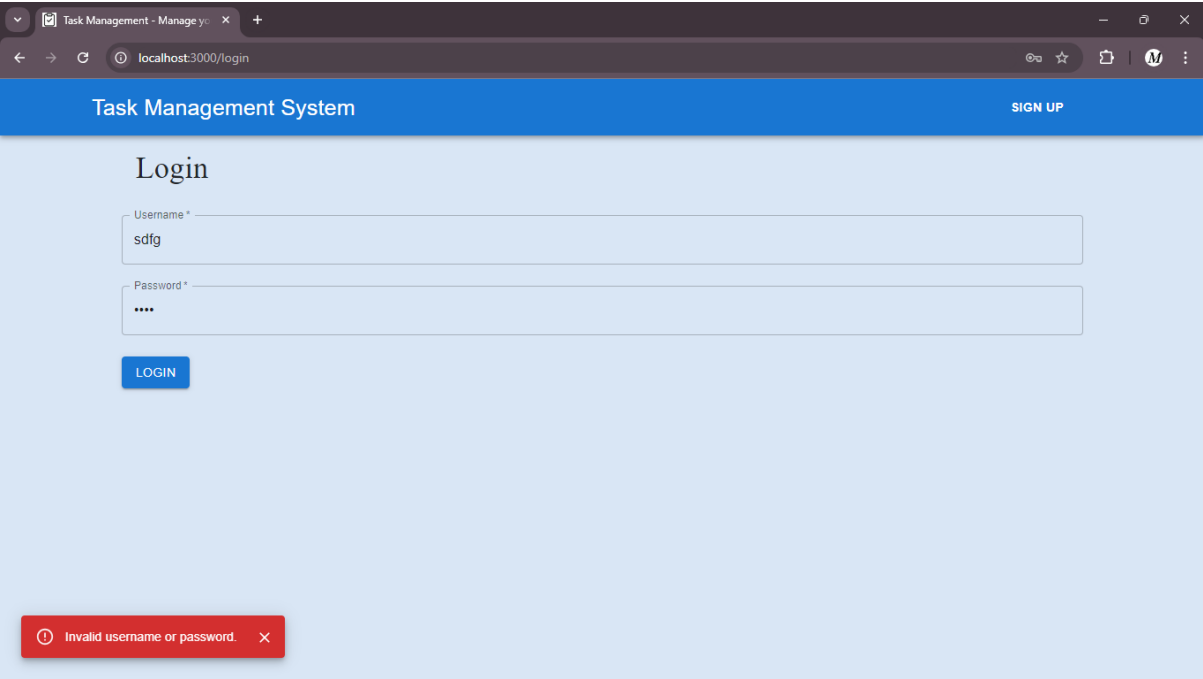 Task Management - Manage yo
localhost:3000/login
M
Task Management System
SIGN UP
Login
Username *
sdfg
Password *
••••
LOGIN
Invalid username or password.